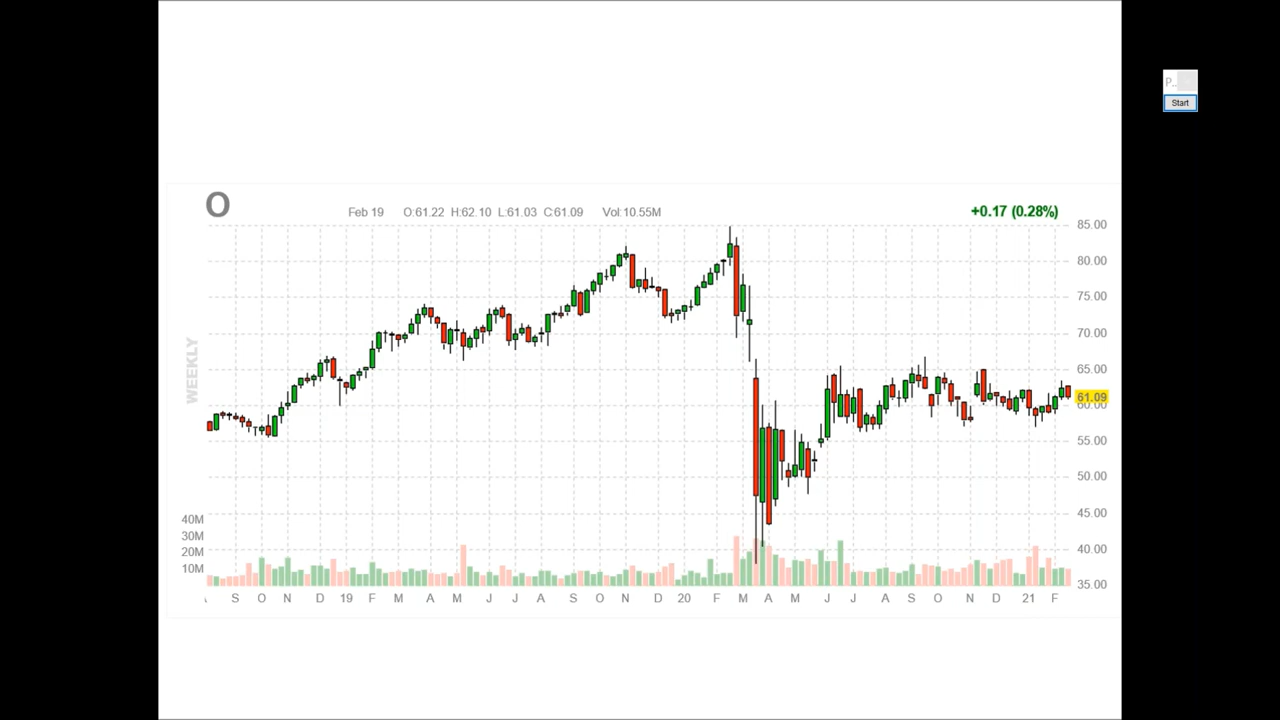 P..
Start
O
Feb 19 O:61.22 H:62.10 L:61.03 C:61.09 Vol:10.55M
+0.17 (0.28%)
WEEKLY
85.00
80.00
75.00
70.00
65.00
61.09
60.00
55.00
50.00
45.00
40.00
35.00
40M
30M
20M
10M
S O N D 19 F M A M J J A S O N D 20 F M A M J J A S O N D 21 F